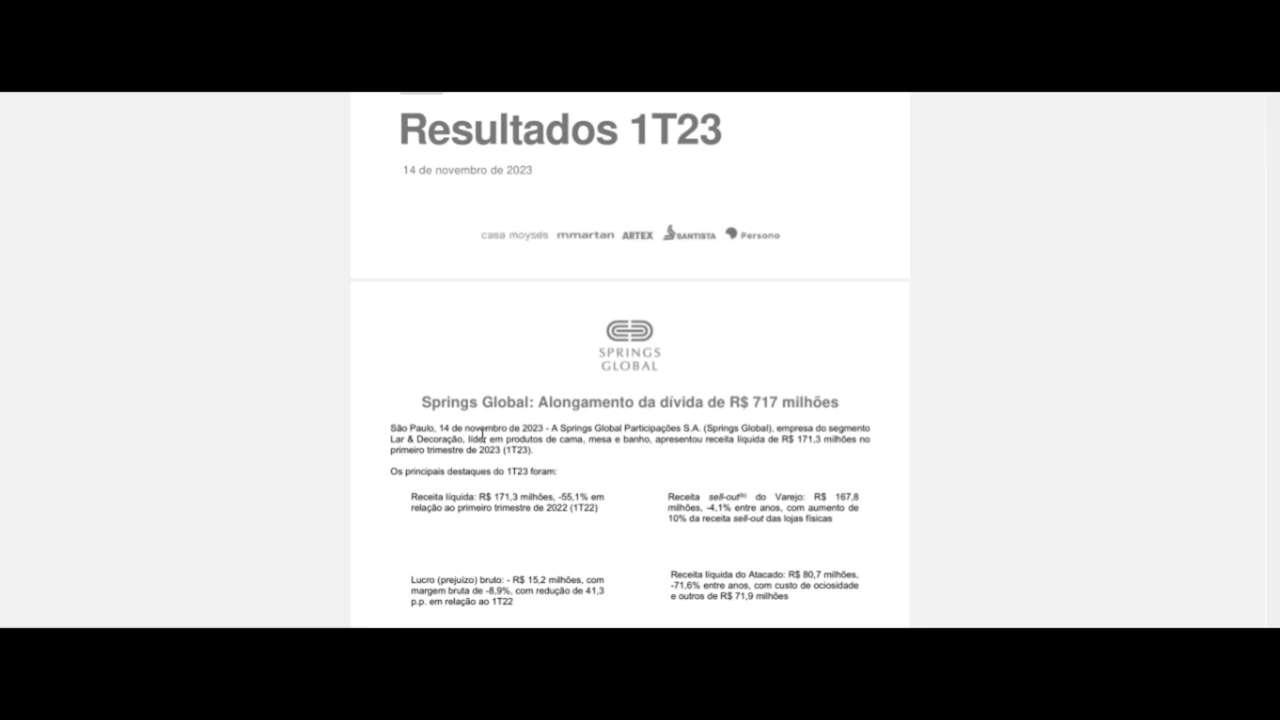 Resultados 1T23
14 de novembro de 2023
casa moysés mmartan ARTEX SANTISTA Persono
SPRINGS
GLOBAL
Springs Global: Alongamento da dívida de R$ 717 milhões
São Paulo, 14 de novembro de 2023 - A Springs Global Participações S.A. (Springs Global), empresa do segmento
Lar & Decoração, líder em produtos de cama, mesa e banho, apresentou receita líquida de R$ 171,3 milhões no
primeiro trimestre de 2023 (1T23).
Os principais destaques do 1T23 foram:
Receita líquida: R$ 171,3 milhões, -55,1% em
relação ao primeiro trimestre de 2022 (1T22)
Receita sell-out(b) do Varejo: R$ 167,8
milhões, -4,1% entre anos, com aumento de
10% da receita sell-out das lojas físicas
Lucro (prejuízo) bruto: - R$ 15,2 milhões, com
margem bruta de -8,9%, com redução de 41,3
p.p. em relação ao 1T22
Receita líquida do Atacado: R$ 80,7 milhões,
-71,6% entre anos, com custo de ociosidade
e outros de R$ 71,9 milhões